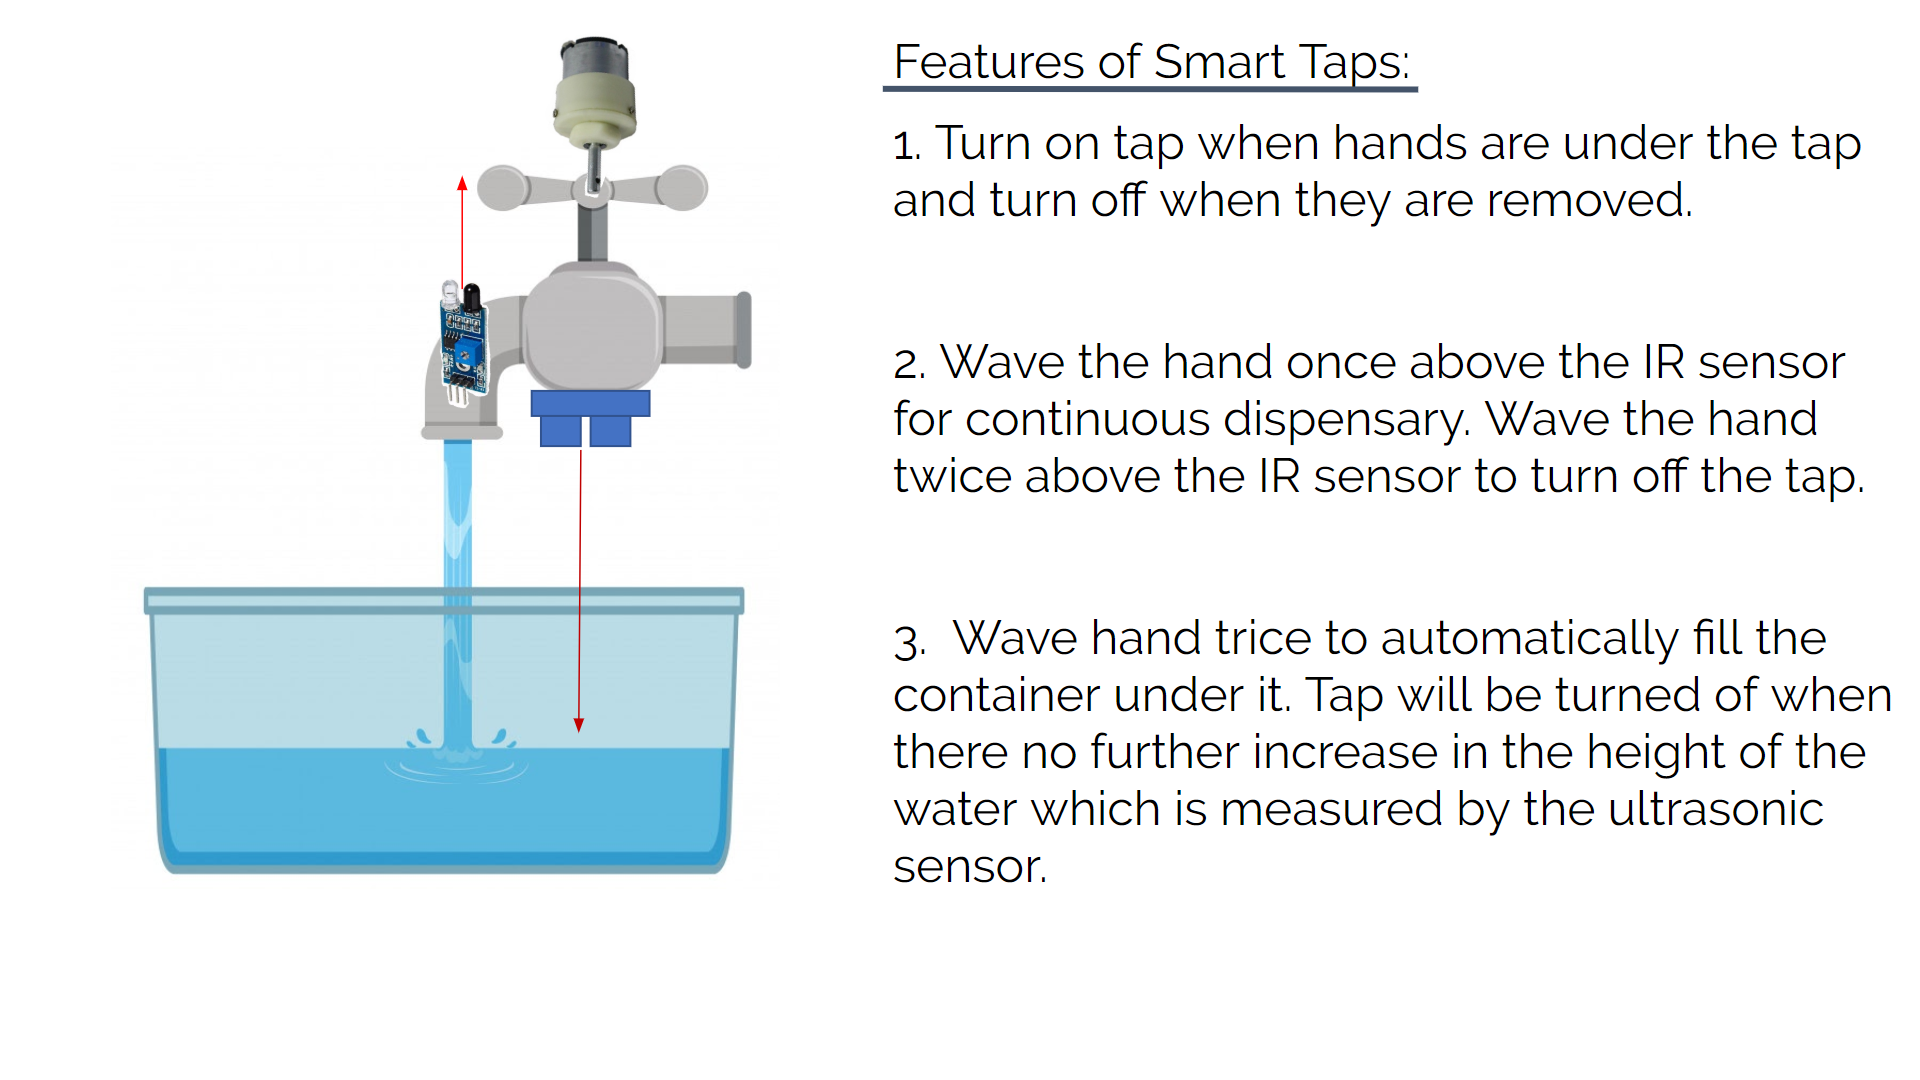 Features of Smart Taps:
1. Turn on tap when hands are under the tap
and turn off when they are removed.
2. Wave the hand once above the IR sensor
for continuous dispensary. Wave the hand
twice above the IR sensor to turn off the tap.
3. Wave hand trice to automatically fill the
container under it. Tap will be turned of when
there no further increase in the height of the
water which is measured by the ultrasonic
sensor.